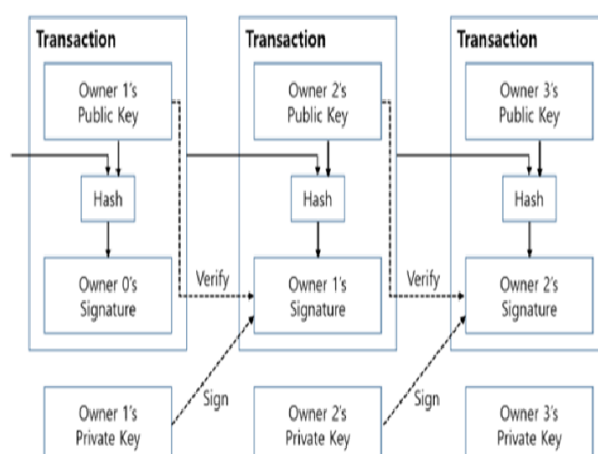 Transaction
Transaction
Transaction
Owner 1's
Public Key
Owner 2's
Public Key
Owner 3's
Public Key
Hash
Hash
Hash
Verify
Verify
Owner 0's
Signature
Owner 1's
Signature
Owner 2's
Signature
Sign
Sign
Owner 1's
Private Key
Owner 2's
Private Key
Owner 3's
Private Key